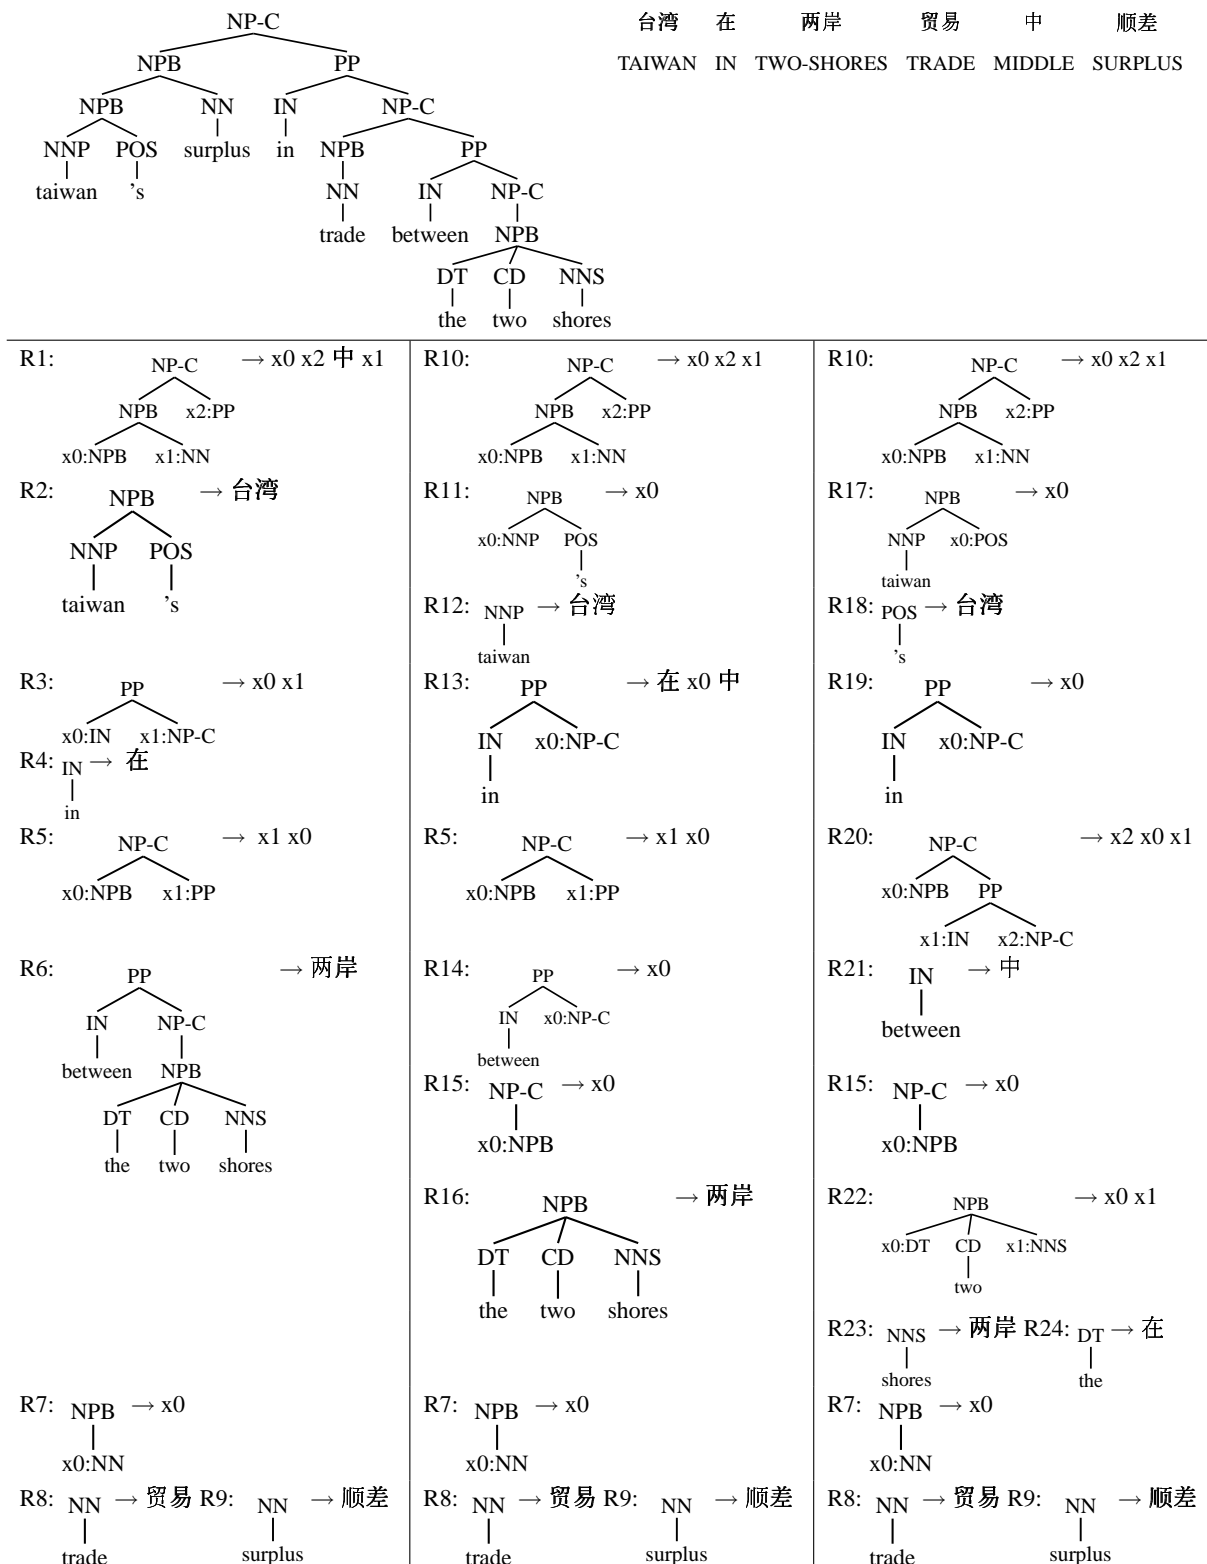 NP-C
台湾 在 两岸 贸易 中 顺差
NPB PP
TAIWAN IN TWO-SHORES TRADE MIDDLE SURPLUS
NPB NN IN NP-C
NNP POS surplus in NPB PP
taiwan 's NN IN NP-C
trade between NPB
DT CD NNS
the two shores
R1: NP-C → x0 x2 中 x1
NPB x2:PP
x0:NPB x1:NN
R2: NPB → 台湾
NNP POS
taiwan 's
R3: PP → x0 x1
x0:IN x1:NP-C
R4: IN → 在
in
R5: NP-C → x1 x0
x0:NPB x1:PP
R6: PP → 两岸
IN NP-C
between NPB
DT CD NNS
the two shores
R7: NPB → x0
x0:NN
R8: NN → 贸易 R9: NN → 顺差
trade surplus
R10: NP-C → x0 x2 x1
NPB x2:PP
x0:NPB x1:NN
R11: NPB → x0
x0:NNP POS
's
R12: NNP → 台湾
taiwan
R13: PP → 在 x0 中
IN x0:NP-C
in
R5: NP-C → x1 x0
x0:NPB x1:PP
R14: PP → x0
IN x0:NP-C
between
R15: NP-C → x0
x0:NPB
R16: NPB → 两岸
DT CD NNS
the two shores
R7: NPB → x0
x0:NN
R8: NN → 贸易 R9: NN → 顺差
trade surplus
R10: NP-C → x0 x2 x1
NPB x2:PP
x0:NPB x1:NN
R17: NPB → x0
NNP x0:POS
taiwan
R18: POS → 台湾
's
R19: PP → x0
IN x0:NP-C
in
R20: NP-C → x2 x0 x1
x0:NPB PP
x1:IN x2:NP-C
R21: IN → 中
between
R15: NP-C → x0
x0:NPB
R22: NPB → x0 x1
x0:DT CD x1:NNS
two
R23: NNS → 两岸 R24: DT → 在
shores the
R7: NPB → x0
x0:NN
R8: NN → 贸易 R9: NN → 顺差
trade surplus